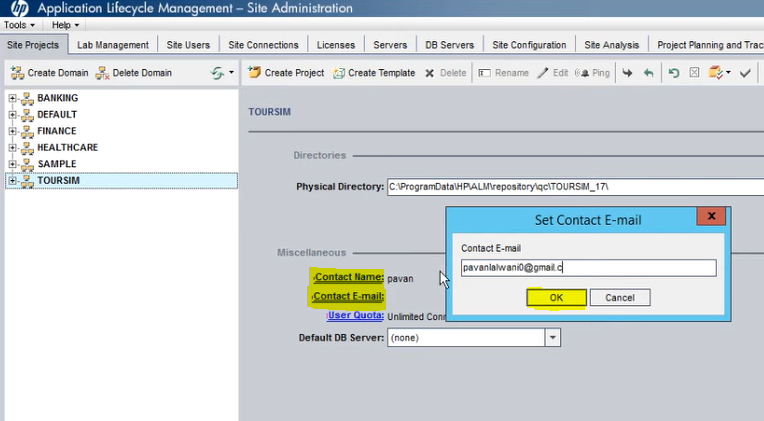 hp Application Lifecycle Management – Site Administration
Tools Help
Site Projects Lab Management Site Users Site Connections Licenses Servers DB Servers Site Configuration Site Analysis Project Planning and Trac
Create Domain Delete Domain Create Project Create Template Delete Rename Edit Ping
BANKING
DEFAULT
FINANCE
HEALTHCARE
SAMPLE
TOURSIM
TOURSIM
Directories
Physical Directory: C:\ProgramData\HP\ALM\repository\qc\TOURSIM_17\
Miscellaneous
Contact Name: pavan
Contact E-mail:
User Quota: Unlimited Conn
Default DB Server: (none)
Set Contact E-mail
x
Contact E-mail
pavanlalwani0@gmail.c
OK Cancel